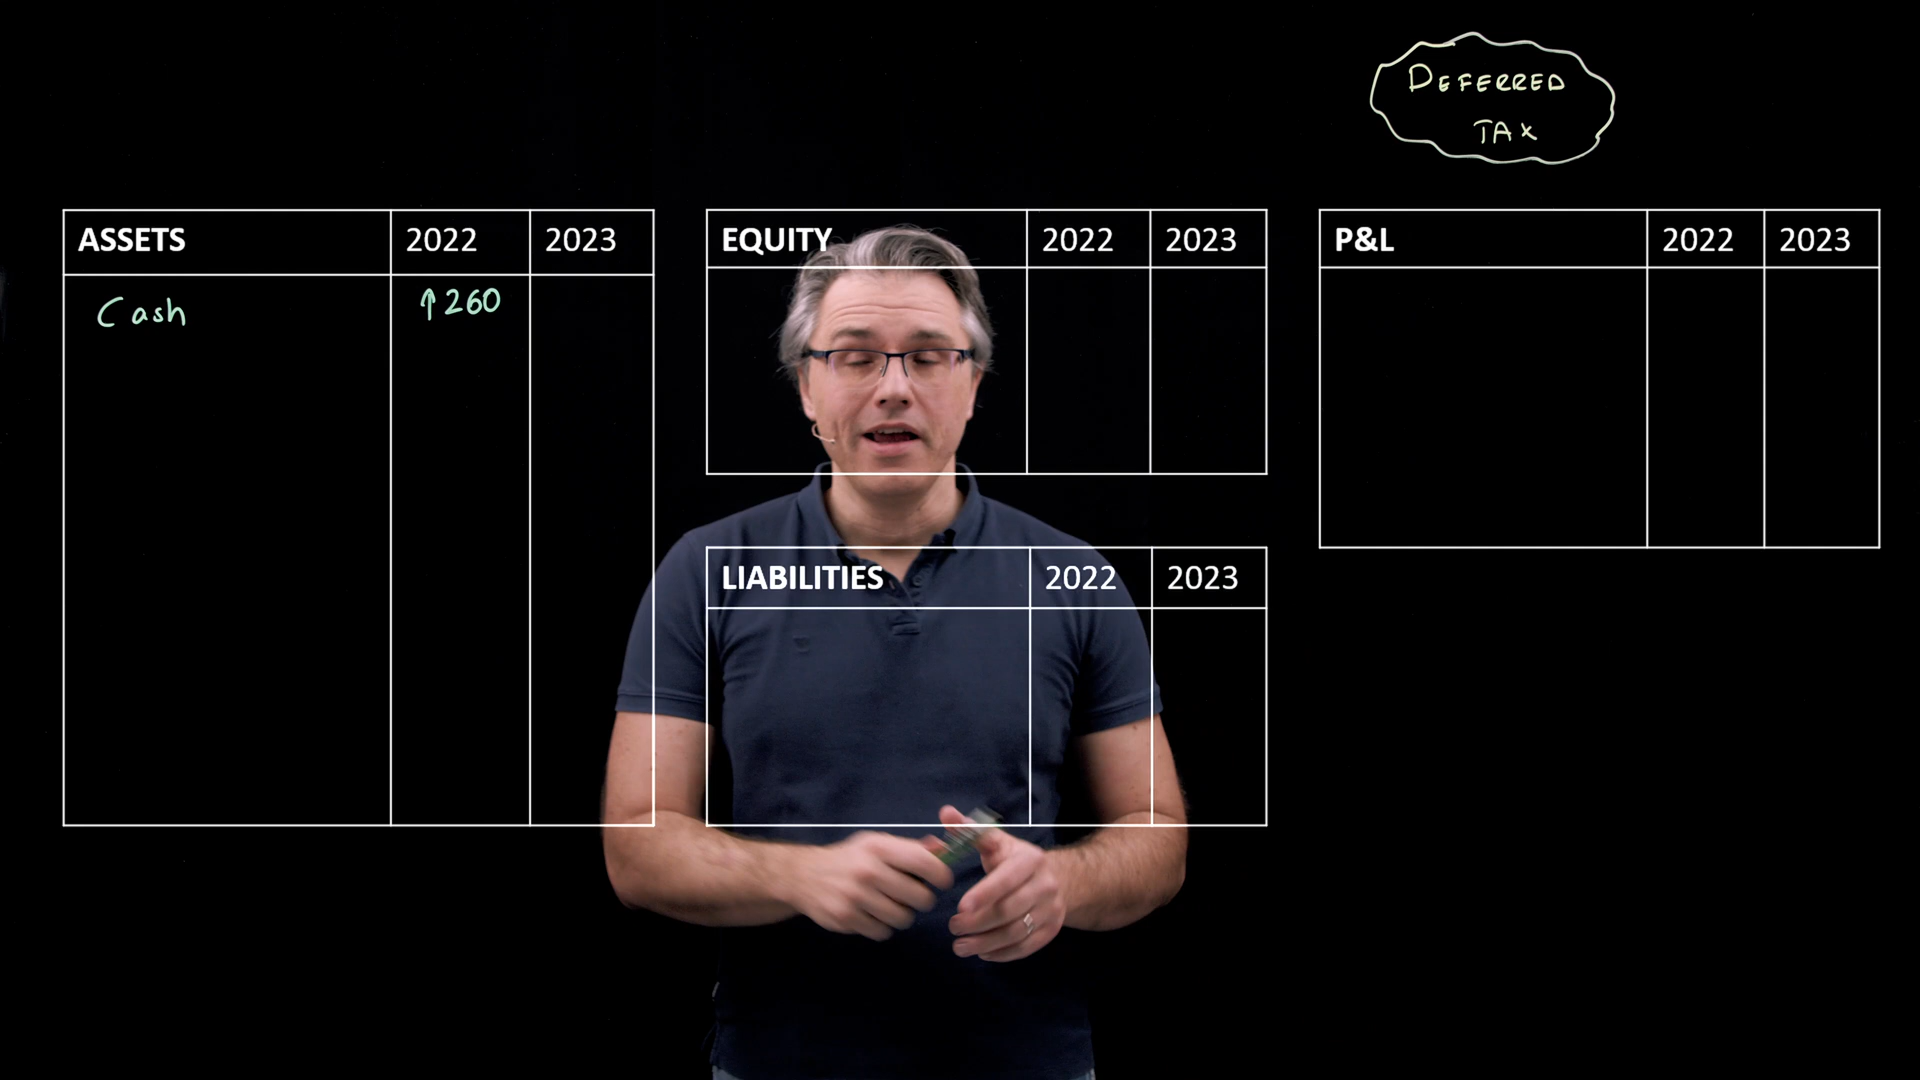 DEFERRED
TAX
ASSETS 2022 2023
Cash ↑260
EQUITY 2022 2023
LIABILITIES 2022 2023
P&L 2022 2023